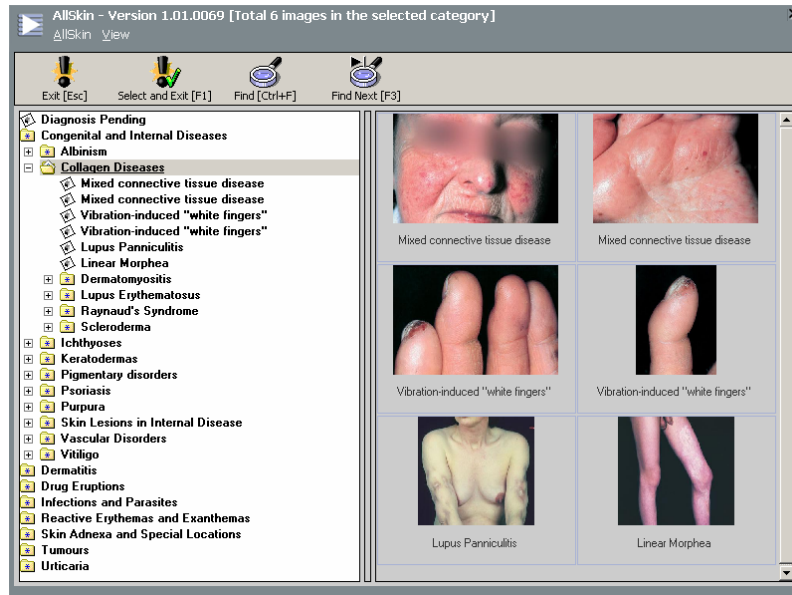 AllSkin - Version 1.01.0069 [Total 6 images in the selected category]
AllSkin View
Exit [Esc] Select and Exit [F1] Find [Ctrl+F] Find Next [F3]
Diagnosis Pending
Congenital and Internal Diseases
Albinism
Collagen Diseases
Mixed connective tissue disease
Mixed connective tissue disease
Vibration-induced "white fingers"
Vibration-induced "white fingers"
Lupus Panniculitis
Linear Morphea
Dermatomyositis
Lupus Erythematosus
Raynaud's Syndrome
Scleroderma
Ichthyoses
Keratodermas
Pigmentary disorders
Psoriasis
Purpura
Skin Lesions in Internal Disease
Vascular Disorders
Vitiligo
Dermatitis
Drug Eruptions
Infections and Parasites
Reactive Erythemas and Exanthemas
Skin Adnexa and Special Locations
Tumours
Urticaria
Mixed connective tissue disease Mixed connective tissue disease
Vibration-induced "white fingers" Vibration-induced "white fingers"
Lupus Panniculitis Linear Morphea